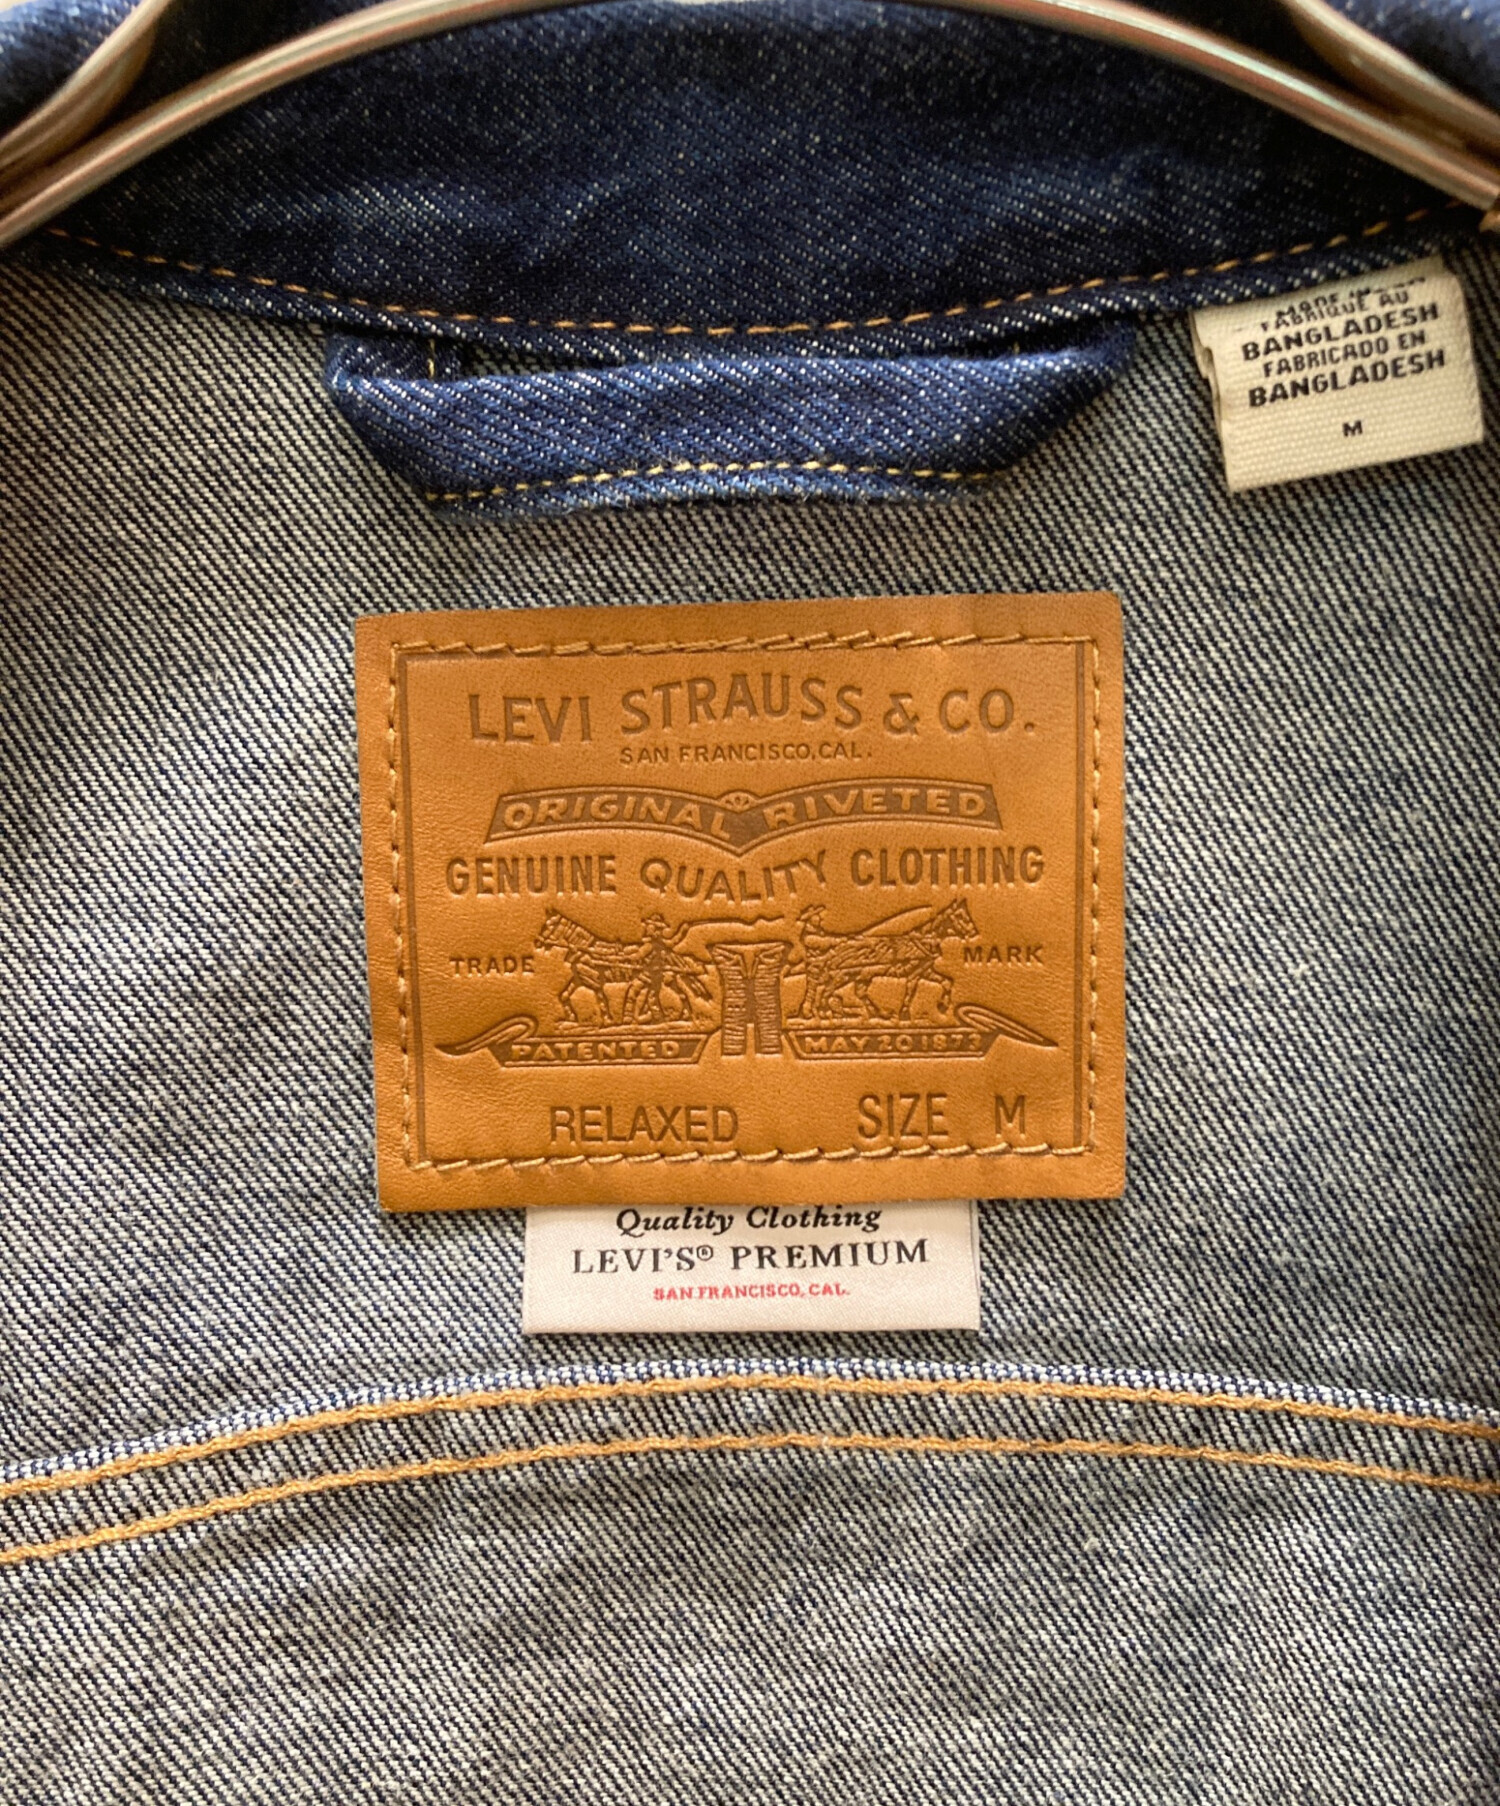 FABRIQUE AU
BANGLADESH
FABRICADO EN
BANGLADESH
M
LEVI STRAUSS & CO.
SAN FRANCISCO, CAL.
ORIGINAL RIVETED
GENUINE QUALITY CLOTHING
TRADE MARK
PATENTED MAY 20 1873
RELAXED SIZE M
Quality Clothing
LEVI'S® PREMIUM
SAN FRANCISCO, CAL.